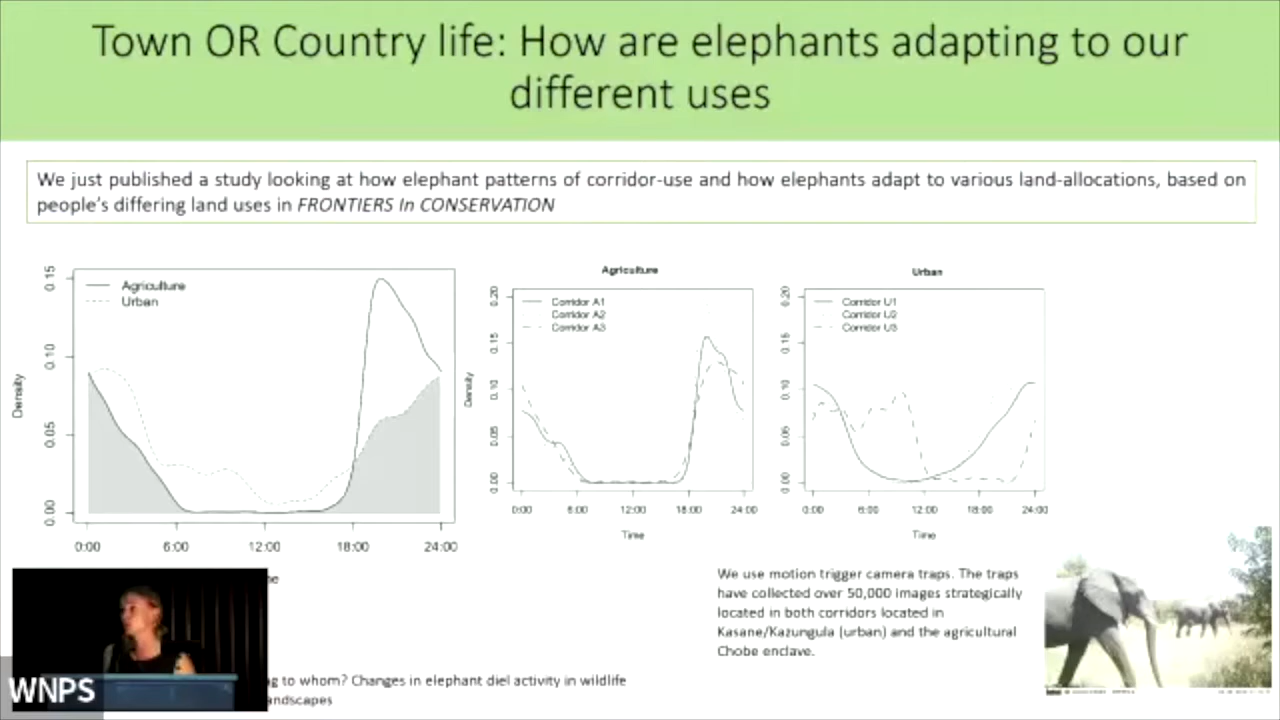 Town OR Country life: How are elephants adapting to our
different uses
We just published a study looking at how elephant patterns of corridor-use and how elephants adapt to various land-allocations, based on
people's differing land uses in FRONTIERS In CONSERVATION
Agriculture
Urban
Density
0.15
0.10
0.05
0.00
0:00 6:00 12:00 18:00 24:00
Agriculture
Corridor A1
Corridor A2
Corridor A3
Density
0.20
0.15
0.10
0.05
0.00
0:00 6:00 12:00 18:00 24:00
Time
Urban
Corridor U1
Corridor U2
Corridor U3
0.20
0.15
0.10
0.05
0.00
0:00 6:00 12:00 18:00 24:00
Time
We use motion trigger camera traps. The traps
have collected over 50,000 images strategically
located in both corridors located in
Kasane/Kazungula (urban) and the agricultural
Chobe enclave.
to whom? Changes in elephant diel activity in wildlife
WNPS